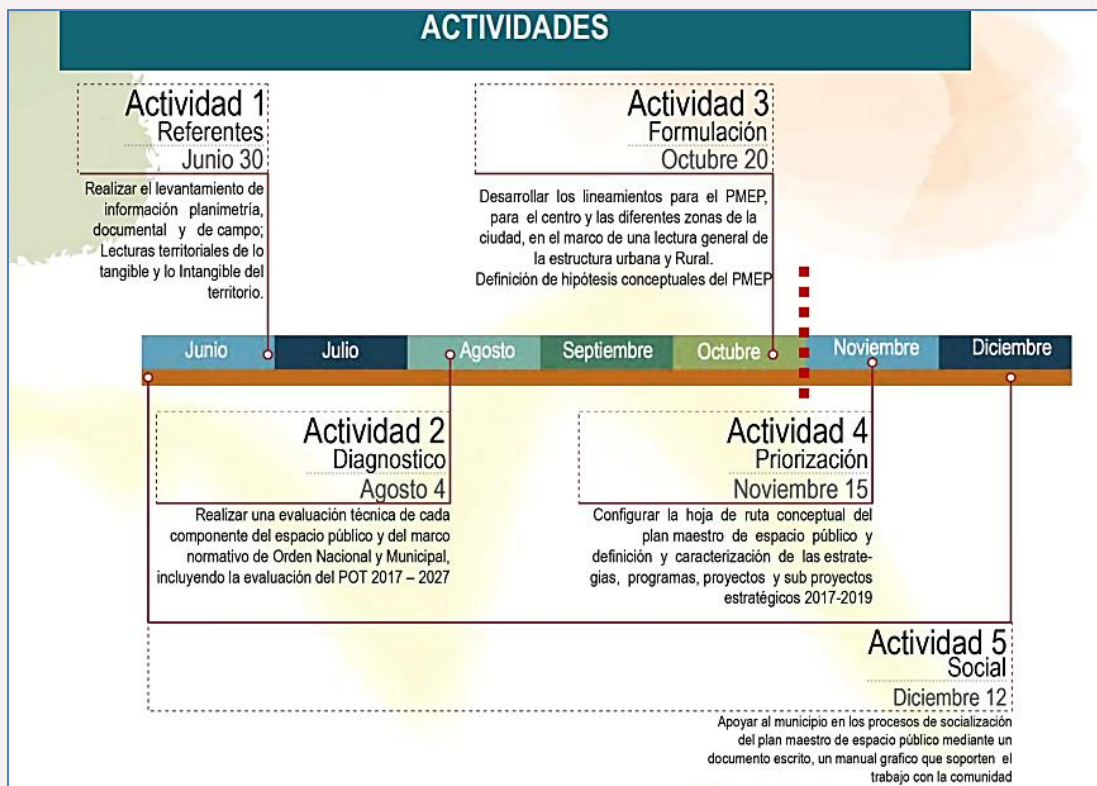 ACTIVIDADES
Actividad 1
Referentes
Junio 30
Realizar el levantamiento de
información planimetría,
documental y de campo;
Lecturas territoriales de lo
tangible y lo Intangible del
territorio.
Actividad 3
Formulación
Octubre 20
Desarrollar los lineamientos para el PMEP,
para el centro y las diferentes zonas de la
ciudad, en el marco de una lectura general de
la estructura urbana y Rural.
Definición de hipótesis conceptuales del PMEP
Junio Julio Agosto Septiembre Octubre Noviembre Diciembre
Actividad 2
Diagnostico
Agosto 4
Realizar una evaluación técnica de cada
componente del espacio público y del marco
normativo de Orden Nacional y Municipal,
incluyendo la evaluación del POT 2017 – 2027
Actividad 4
Priorización
Noviembre 15
Configurar la hoja de ruta conceptual del
plan maestro de espacio público y
definición y caracterización de las estrate-
gias, programas, proyectos y sub proyectos
estratégicos 2017-2019
Actividad 5
Social
Diciembre 12
Apoyar al municipio en los procesos de socialización
del plan maestro de espacio público mediante un
documento escrito, un manual grafico que soporten el
trabajo con la comunidad